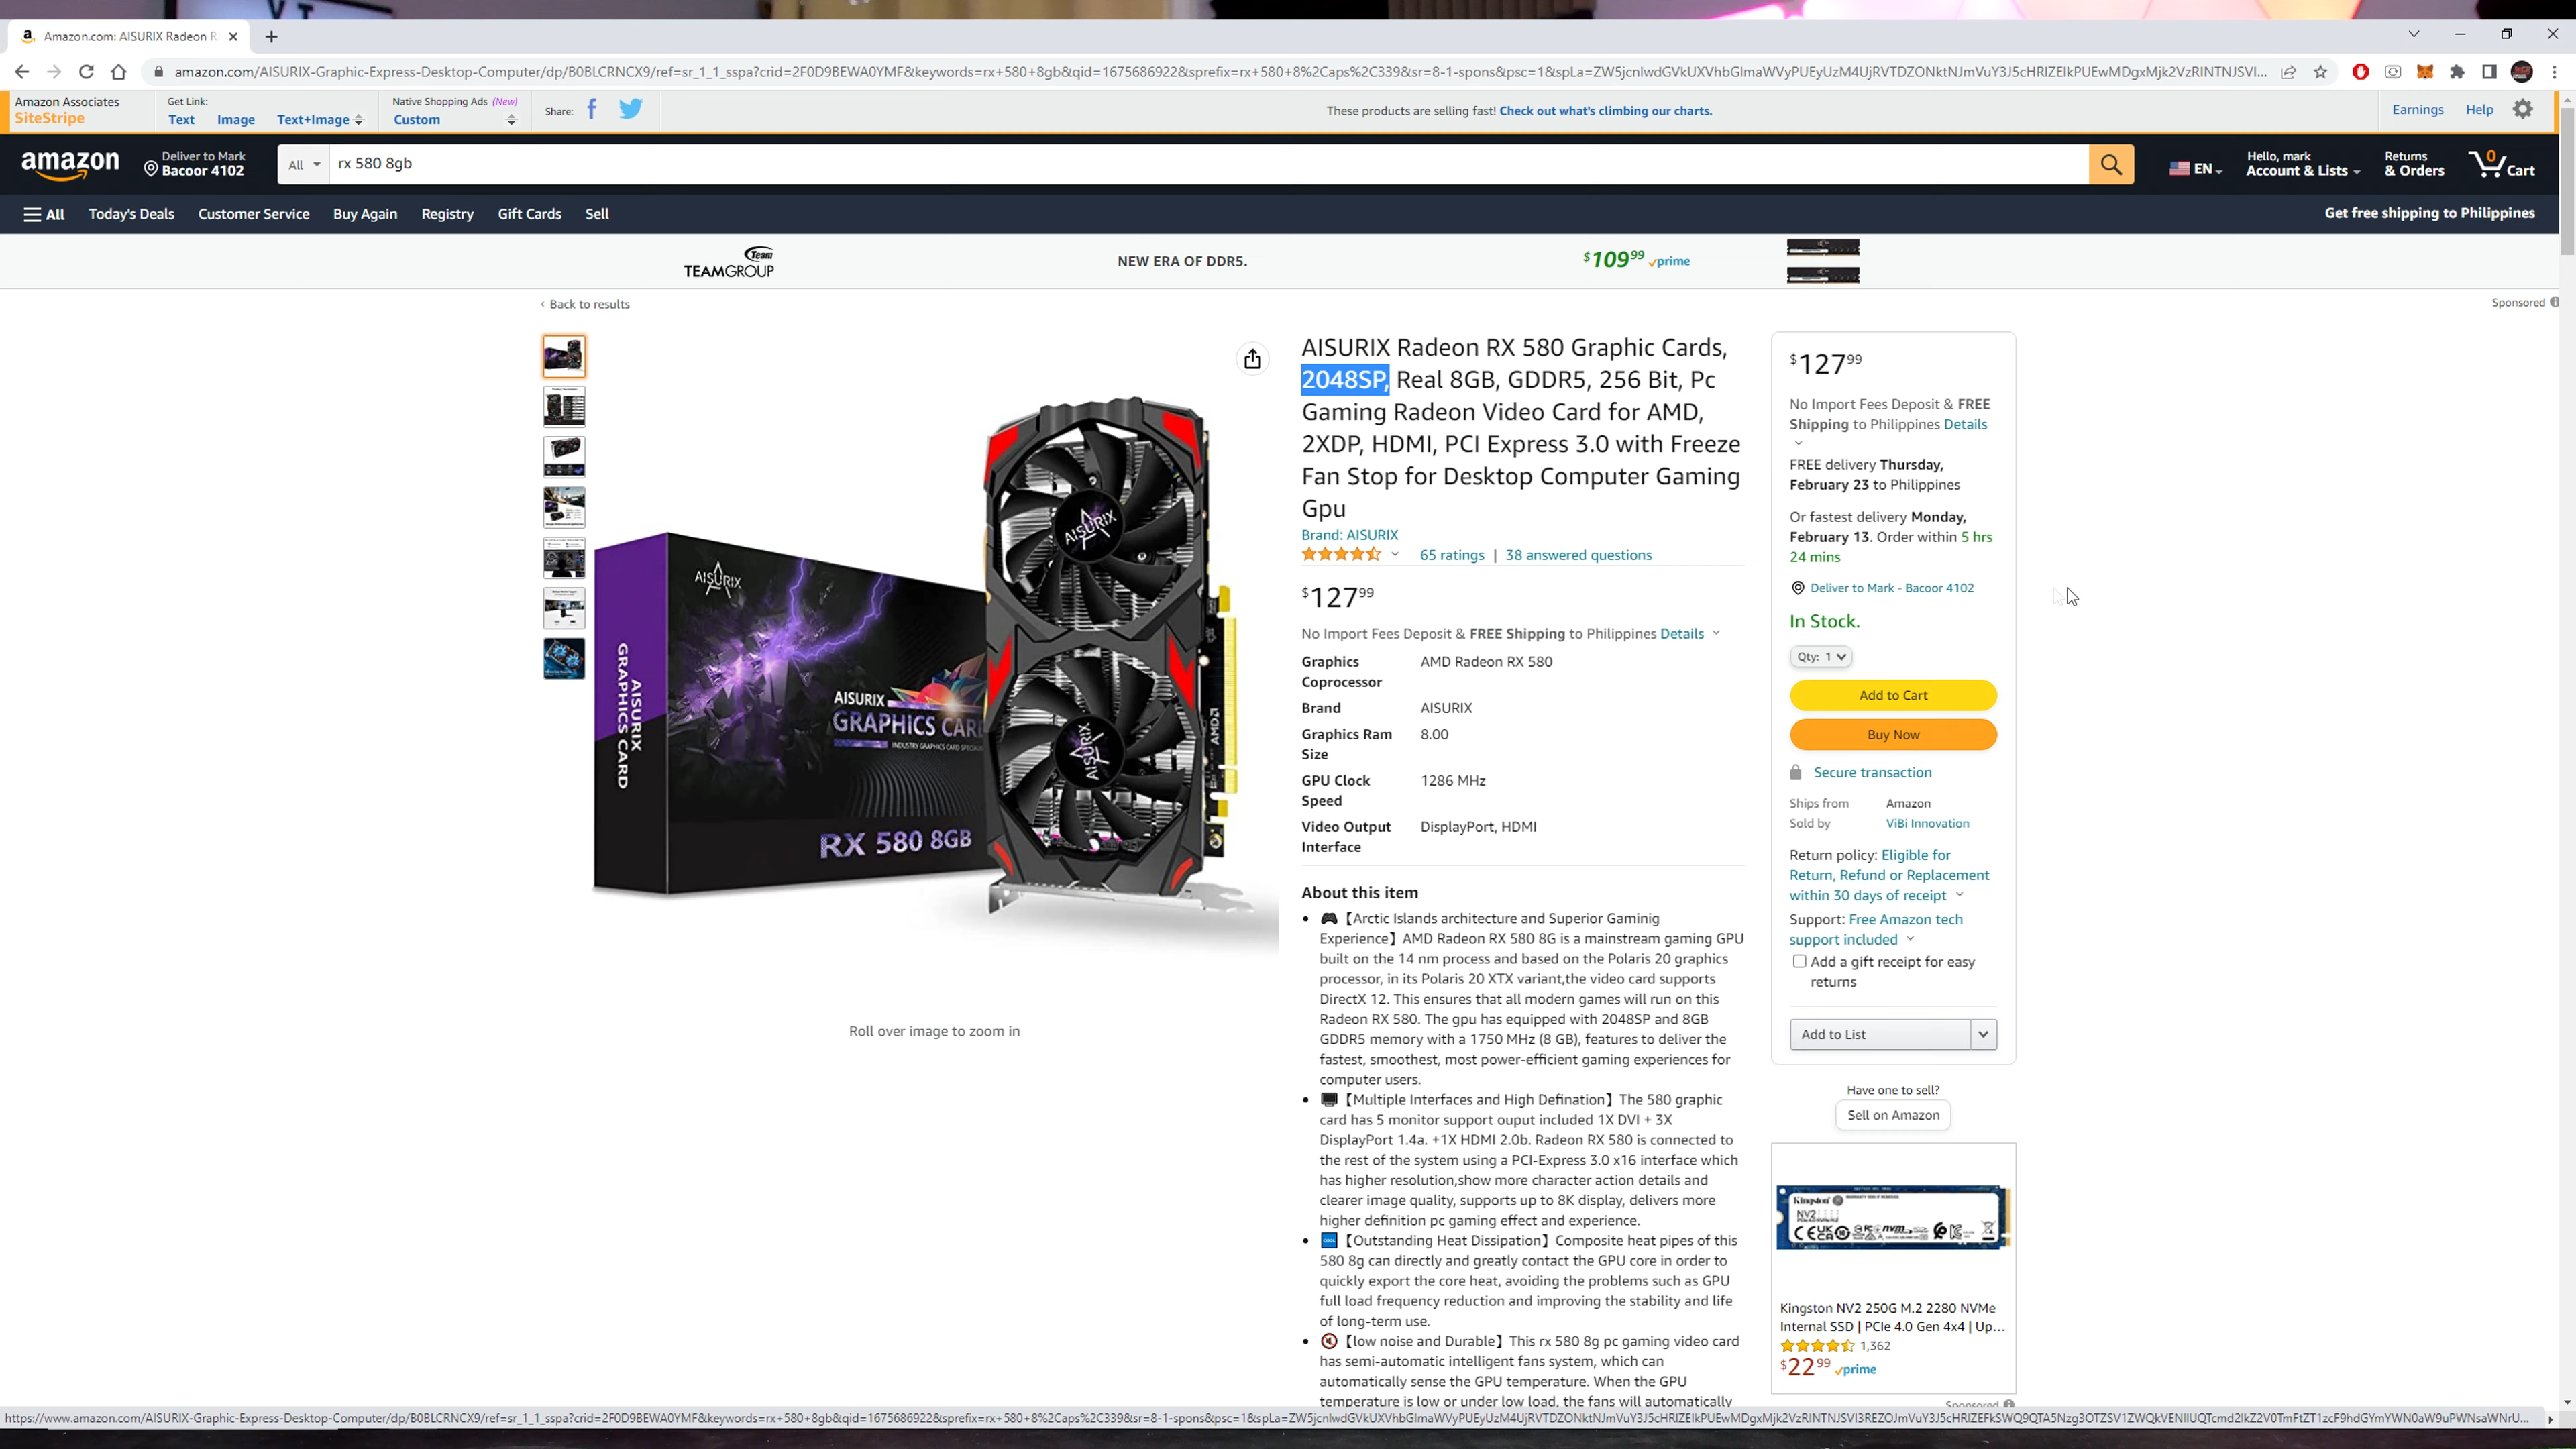 Amazon.com: AISURIX Radeon R
amazon.com/AISURIX-Graphic-Express-Desktop-Computer/dp/B0BLCRNCX9/ref=sr_1_1_sspa?crid=2F0D9BEWA0YMF&keywords=rx+580+8gb&qid=1675686922&sprefix=rx+580+8%2Caps%2C339&sr=8-1-spons&psc=1&spLa=
Amazon Associates
SiteStripe
Get Link:
Text Image Text+Image
Native Shopping Ads (New)
Custom
Share:
These products are selling fast! Check out what's climbing our charts.
Earnings Help
amazon
Deliver to Mark
Bacoor 4102
All
rx 580 8gb
EN
Hello, mark
Account & Lists
Returns
& Orders
0
Cart
All Today's Deals Customer Service Buy Again Registry Gift Cards Sell
Get free shipping to Philippines
Team
TEAMGROUP
NEW ERA OF DDR5.
$109 99 prime
‹ Back to results
Sponsored
AISURIX
AISURIX
GRAPHICS CARD
AISURIX
GRAPHICS CARD
RX 580 8GB
AISURIX
AISURIX
AMD
Roll over image to zoom in
AISURIX Radeon RX 580 Graphic Cards,
2048SP, Real 8GB, GDDR5, 256 Bit, Pc
Gaming Radeon Video Card for AMD,
2XDP, HDMI, PCI Express 3.0 with Freeze
Fan Stop for Desktop Computer Gaming
Gpu
Brand: AISURIX
65 ratings | 38 answered questions
$127 99
No Import Fees Deposit & FREE Shipping to Philippines Details
Graphics
Coprocessor
AMD Radeon RX 580
Brand
AISURIX
Graphics Ram
Size
8.00
GPU Clock
Speed
1286 MHz
Video Output
Interface
DisplayPort, HDMI
About this item
【Arctic Islands architecture and Superior Gaminig
Experience】AMD Radeon RX 580 8G is a mainstream gaming GPU
built on the 14 nm process and based on the Polaris 20 graphics
processor, in its Polaris 20 XTX variant,the video card supports
DirectX 12. This ensures that all modern games will run on this
Radeon RX 580. The gpu has equipped with 2048SP and 8GB
GDDR5 memory with a 1750 MHz (8 GB), features to deliver the
fastest, smoothest, most power-efficient gaming experiences for
computer users.
【Multiple Interfaces and High Defination】The 580 graphic
card has 5 monitor support ouput included 1X DVI + 3X
DisplayPort 1.4a. +1X HDMI 2.0b. Radeon RX 580 is connected to
the rest of the system using a PCI-Express 3.0 x16 interface which
has higher resolution,show more character action details and
clearer image quality, supports up to 8K display, delivers more
higher definition pc gaming effect and experience.
【Outstanding Heat Dissipation】Composite heat pipes of this
580 8g can directly and greatly contact the GPU core in order to
quickly export the core heat, avoiding the problems such as GPU
full load frequency reduction and improving the stability and life
of long-term use.
【low noise and Durable】This rx 580 8g pc gaming video card
has semi-automatic intelligent fans system, which can
automatically sense the GPU temperature. When the GPU
temperature is low or under low load, the fans will automatically
$127 99
No Import Fees Deposit & FREE
Shipping to Philippines Details
FREE delivery Thursday,
February 23 to Philippines
Or fastest delivery Monday,
February 13. Order within 5 hrs
24 mins
Deliver to Mark - Bacoor 4102
In Stock.
Qty: 1
Add to Cart
Buy Now
Secure transaction
Ships from Amazon
Sold by ViBi Innovation
Return policy: Eligible for
Return, Refund or Replacement
within 30 days of receipt
Support: Free Amazon tech
support included
Add a gift receipt for easy
returns
Add to List
Have one to sell?
Sell on Amazon
Kingston
NV2
Kingston NV2 250G M.2 2280 NVMe
Internal SSD | PCIe 4.0 Gen 4x4 | Up...
1,362
$22 99 prime
Sponsored
https://www.amazon.com/AISURIX-Graphic-Express-Desktop-Computer/dp/B0BLCRNCX9/ref=sr_1_1_sspa?crid=2F0D9BEWA0YMF&keywords=rx+580+8gb&qid=1675686922&sprefix=rx+580+8%2Caps%2C339&sr=8-1-spons&psc=1&spLa=